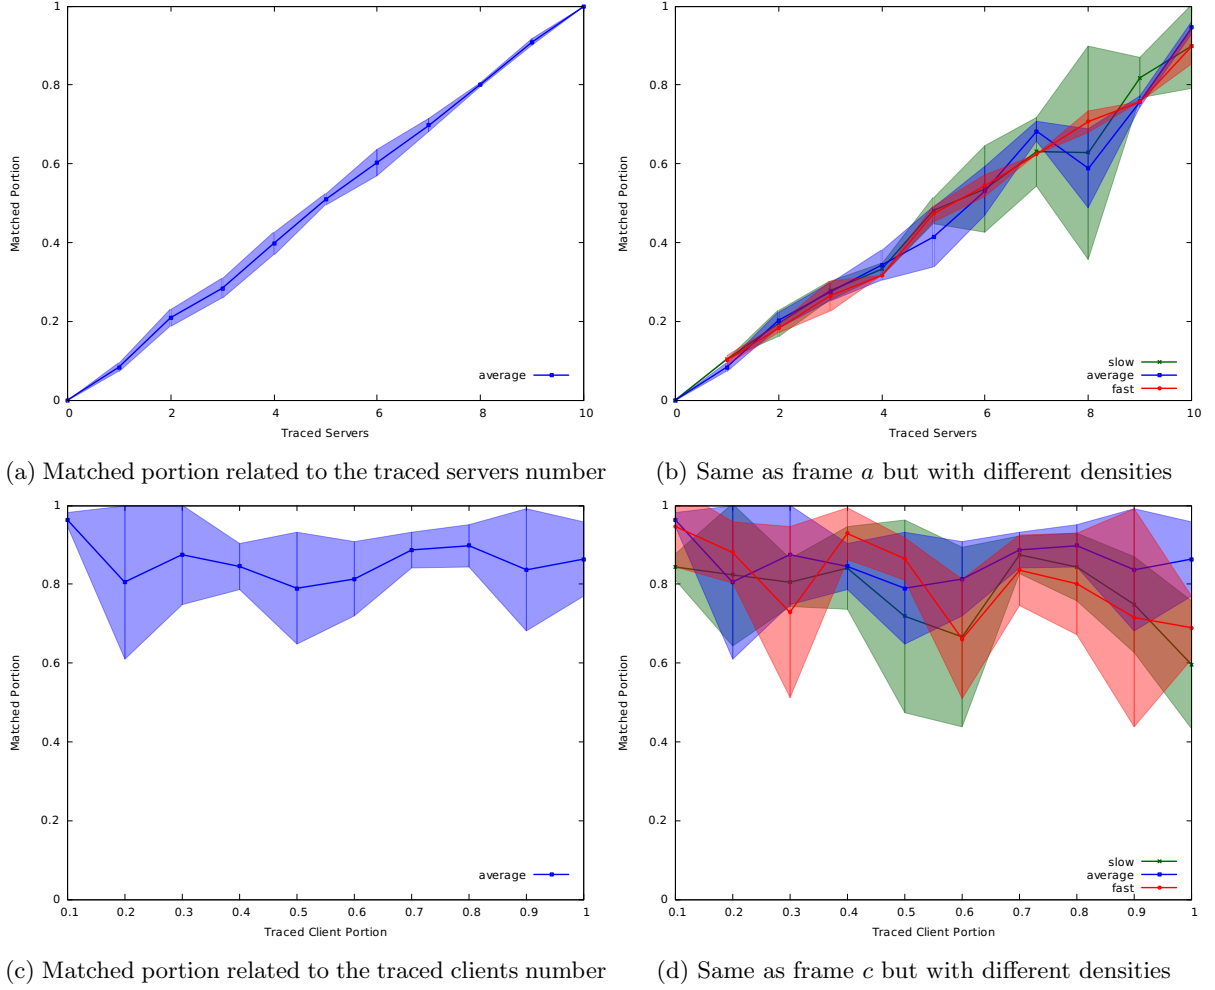 1
0.8
0.6
0.4
0.2
0
Matched Portion
average
0 2 4 6 8 10
Traced Servers
(a) Matched portion related to the traced servers number
1
0.8
0.6
0.4
0.2
0
Matched Portion
slow
average
fast
0 2 4 6 8 10
Traced Servers
(b) Same as frame a but with different densities
1
0.8
0.6
0.4
0.2
0
Matched Portion
average
0.1 0.2 0.3 0.4 0.5 0.6 0.7 0.8 0.9 1
Traced Client Portion
(c) Matched portion related to the traced clients number
1
0.8
0.6
0.4
0.2
0
Matched Portion
slow
average
fast
0.1 0.2 0.3 0.4 0.5 0.6 0.7 0.8 0.9 1
Traced Client Portion
(d) Same as frame c but with different densities